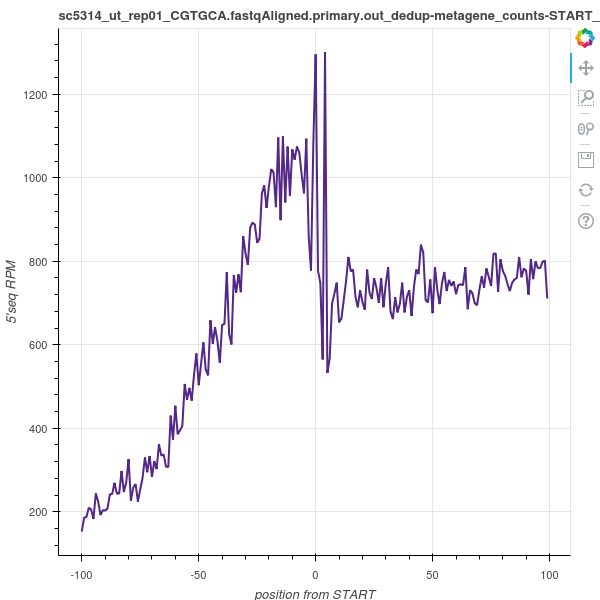 sc5314_ut_rep01_CGTGCA.fastqAligned.primary.out_dedup-metagene_counts-START_
1200
1000
800
600
400
200
5'seq RPM
-100 -50 0 50 100
position from START